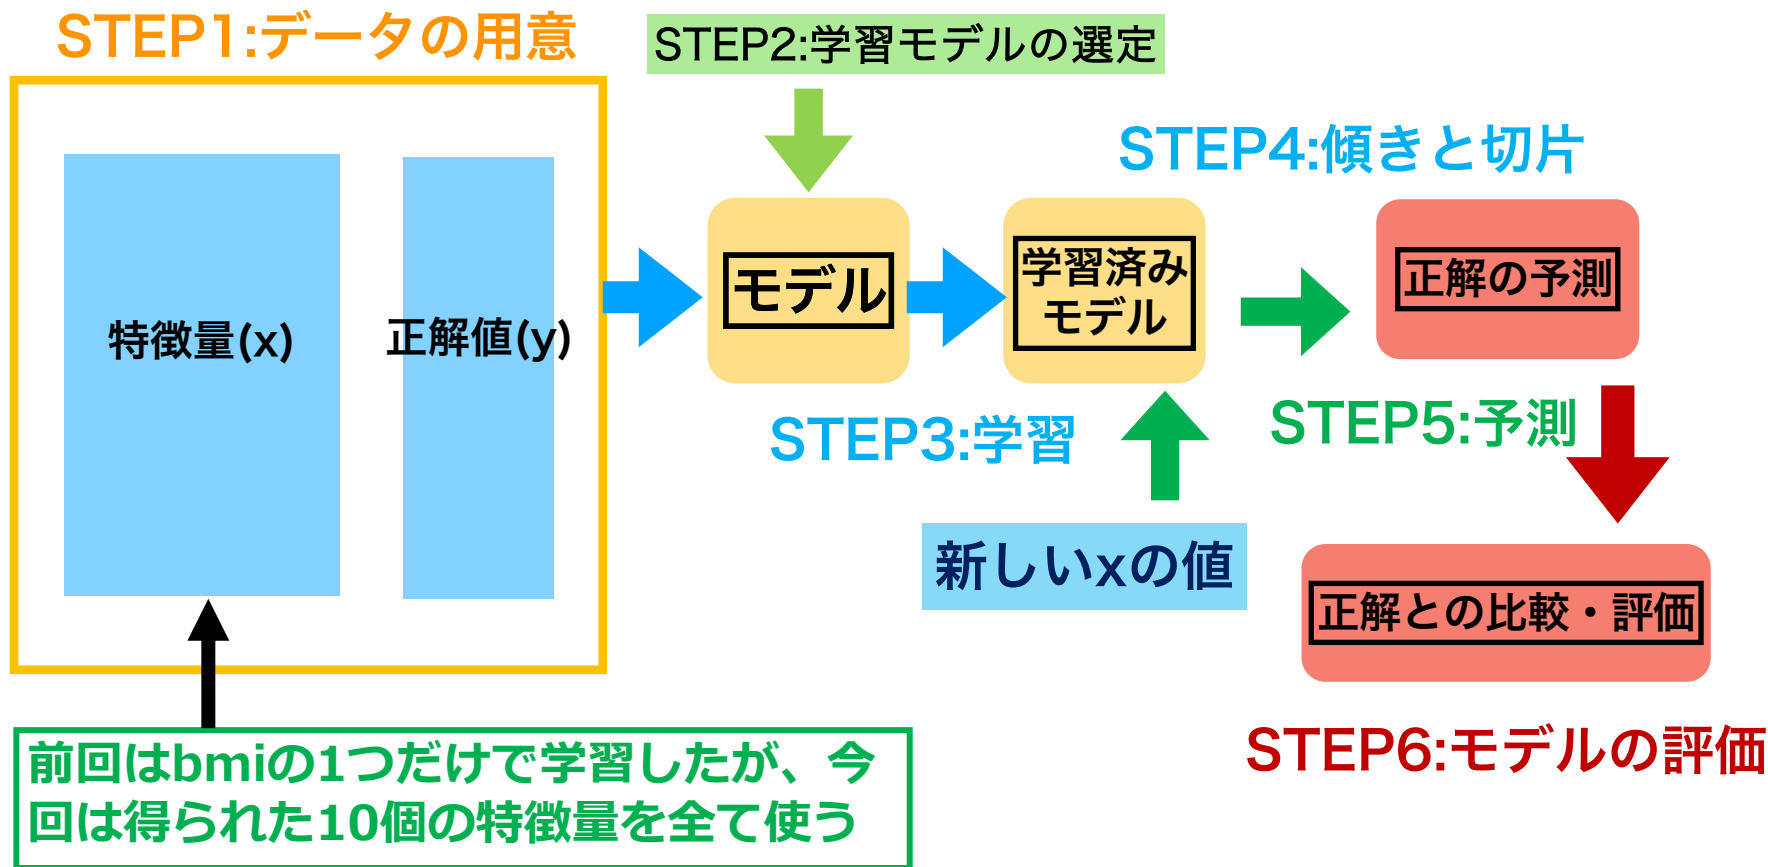 STEP1:データの用意
STEP2:学習モデルの選定
STEP4:傾きと切片
特徴量(x)
正解値(y)
モデル
学習済み
モデル
正解の予測
STEP3:学習
STEP5:予測
新しいxの値
正解との比較・評価
STEP6:モデルの評価
前回はbmiの1つだけで学習したが、今
回は得られた10個の特徴量を全て使う